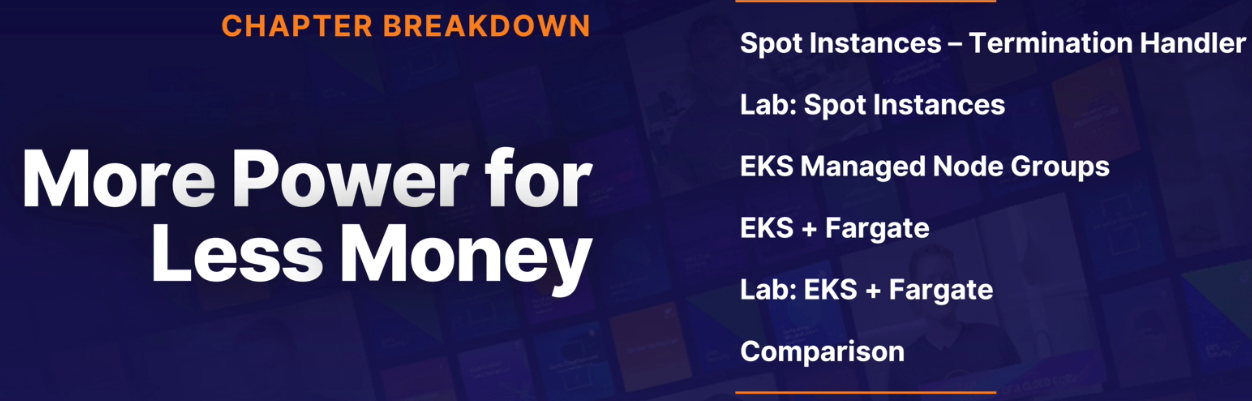 CHAPTER BREAKDOWN
More Power for
Less Money
Spot Instances – Termination Handler
Lab: Spot Instances
EKS Managed Node Groups
EKS + Fargate
Lab: EKS + Fargate
Comparison